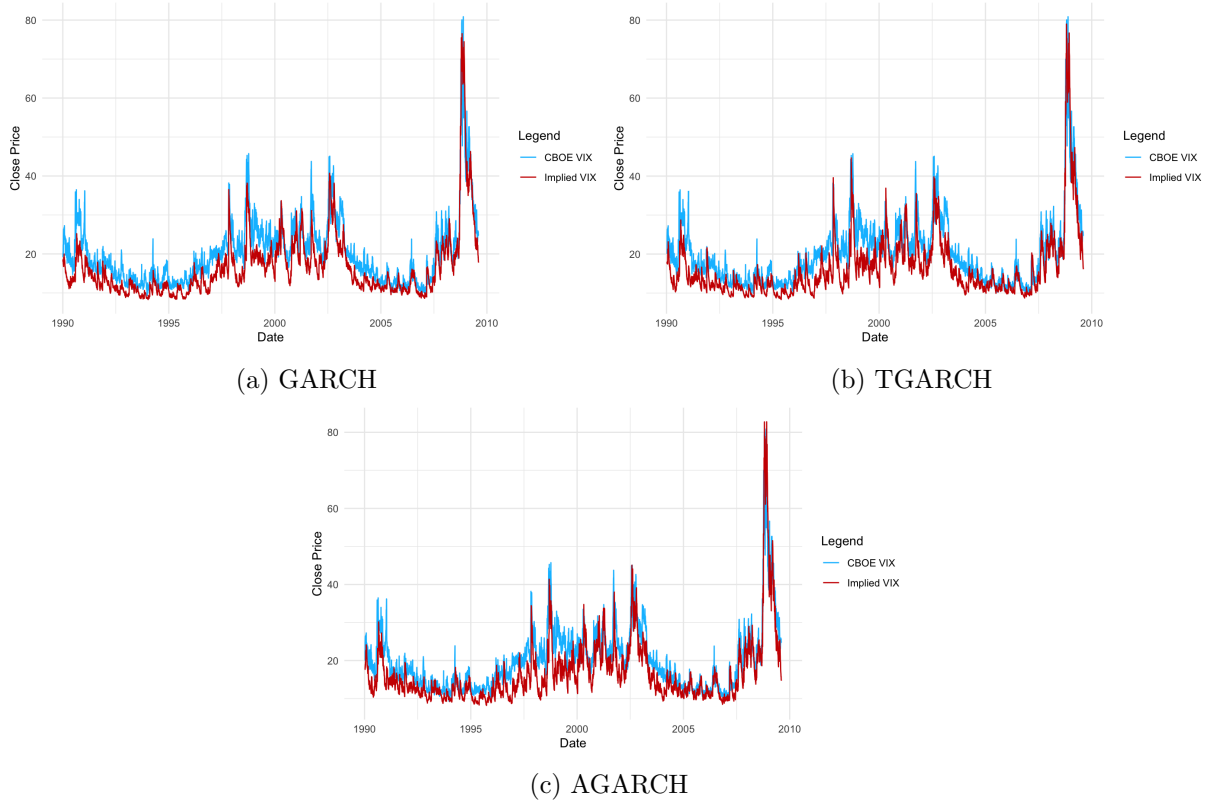 80
60
40
20
Close Price
1990
1995
2000
2005
2010
Date
Legend
CBOE VIX
Implied VIX
(a) GARCH
80
60
40
20
Close Price
1990
1995
2000
2005
2010
Date
Legend
CBOE VIX
Implied VIX
(b) TGARCH
80
60
40
20
Close Price
1990
1995
2000
2005
2010
Date
Legend
CBOE VIX
Implied VIX
(c) AGARCH